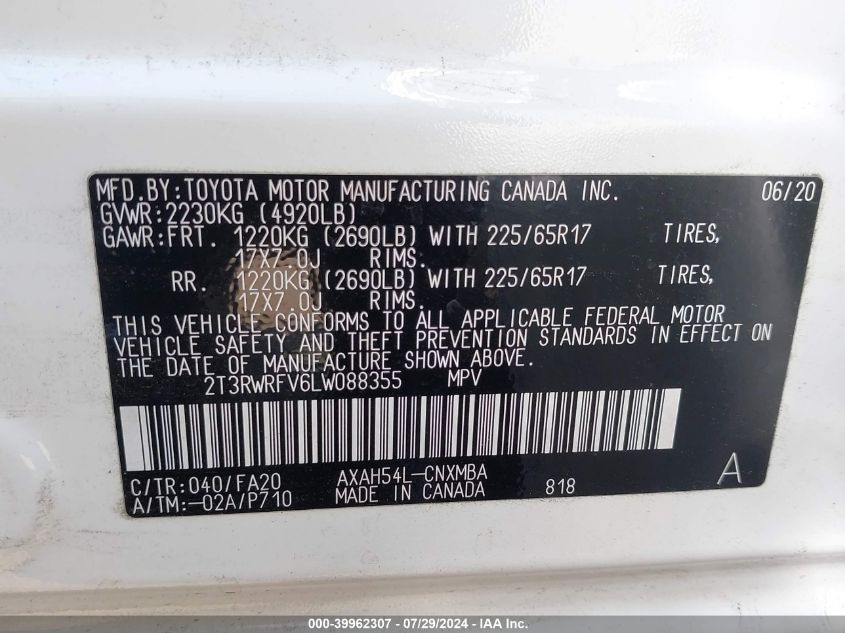 MFD.BY:TOYOTA MOTOR MANUFACTURING CANADA INC. 06/20
GVWR:2230KG (4920LB)
GAWR:FRT. 1220KG (2690LB) WITH 225/65R17 TIRES,
17X7.0J RIMS.
RR. 1220KG (2690LB) WITH 225/65R17 TIRES,
17X7.0J RIMS.
THIS VEHICLE CONFORMS TO ALL APPLICABLE FEDERAL MOTOR
VEHICLE SAFETY AND THEFT PREVENTION STANDARDS IN EFFECT ON
THE DATE OF MANUFACTURE SHOWN ABOVE.
2T3RWRFV6LW088355 MPV
C/TR:040/FA20 AXAH54L-CNXMBA A
A/TM:-02A/P710 MADE IN CANADA 818
000-39962307 - 07/29/2024 - IAA Inc.